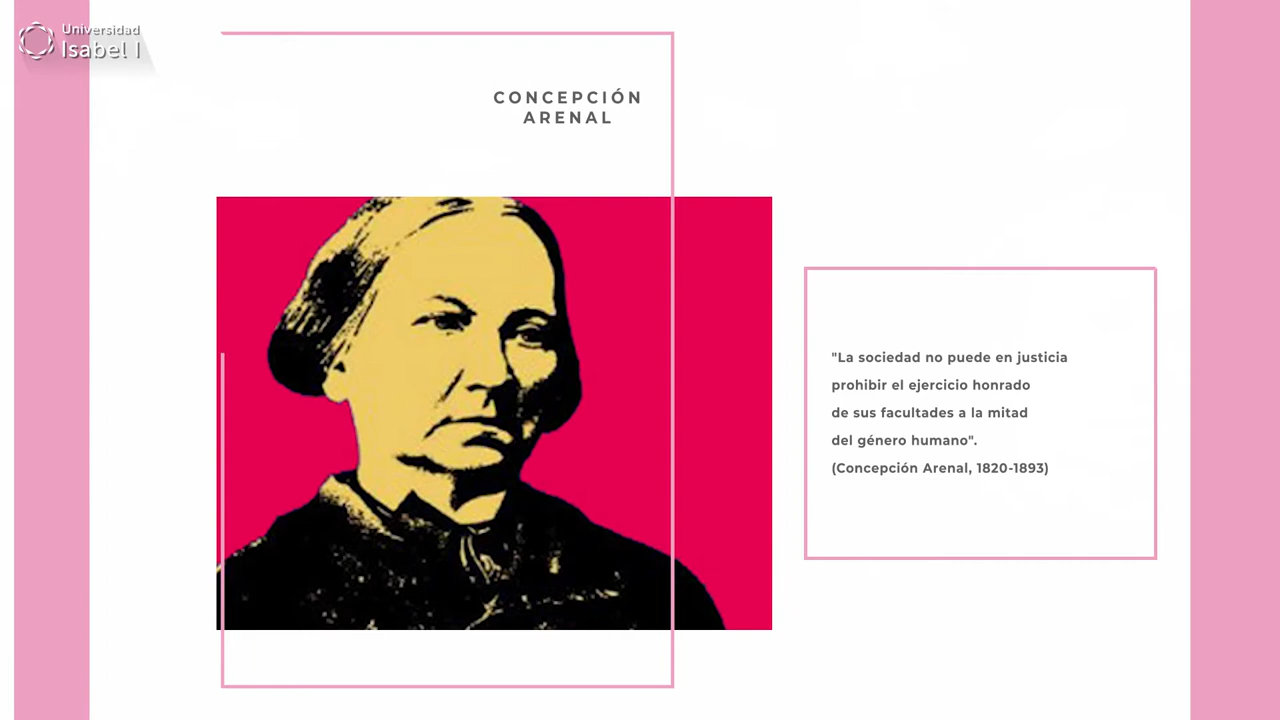 Universidad
Isabel I
CONCEPCIÓN
ARENAL
"La sociedad no puede en justicia
prohibir el ejercicio honrado
de sus facultades a la mitad
del género humano".
(Concepción Arenal, 1820-1893)